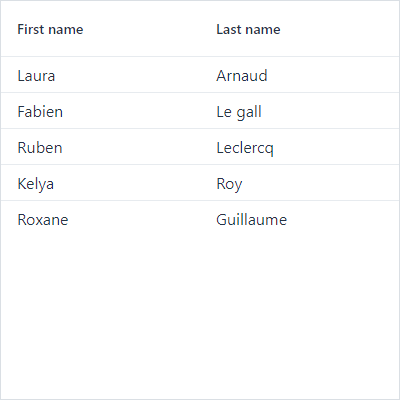 First name Last name
Laura Arnaud
Fabien Le gall
Ruben Leclercq
Kelya Roy
Roxane Guillaume